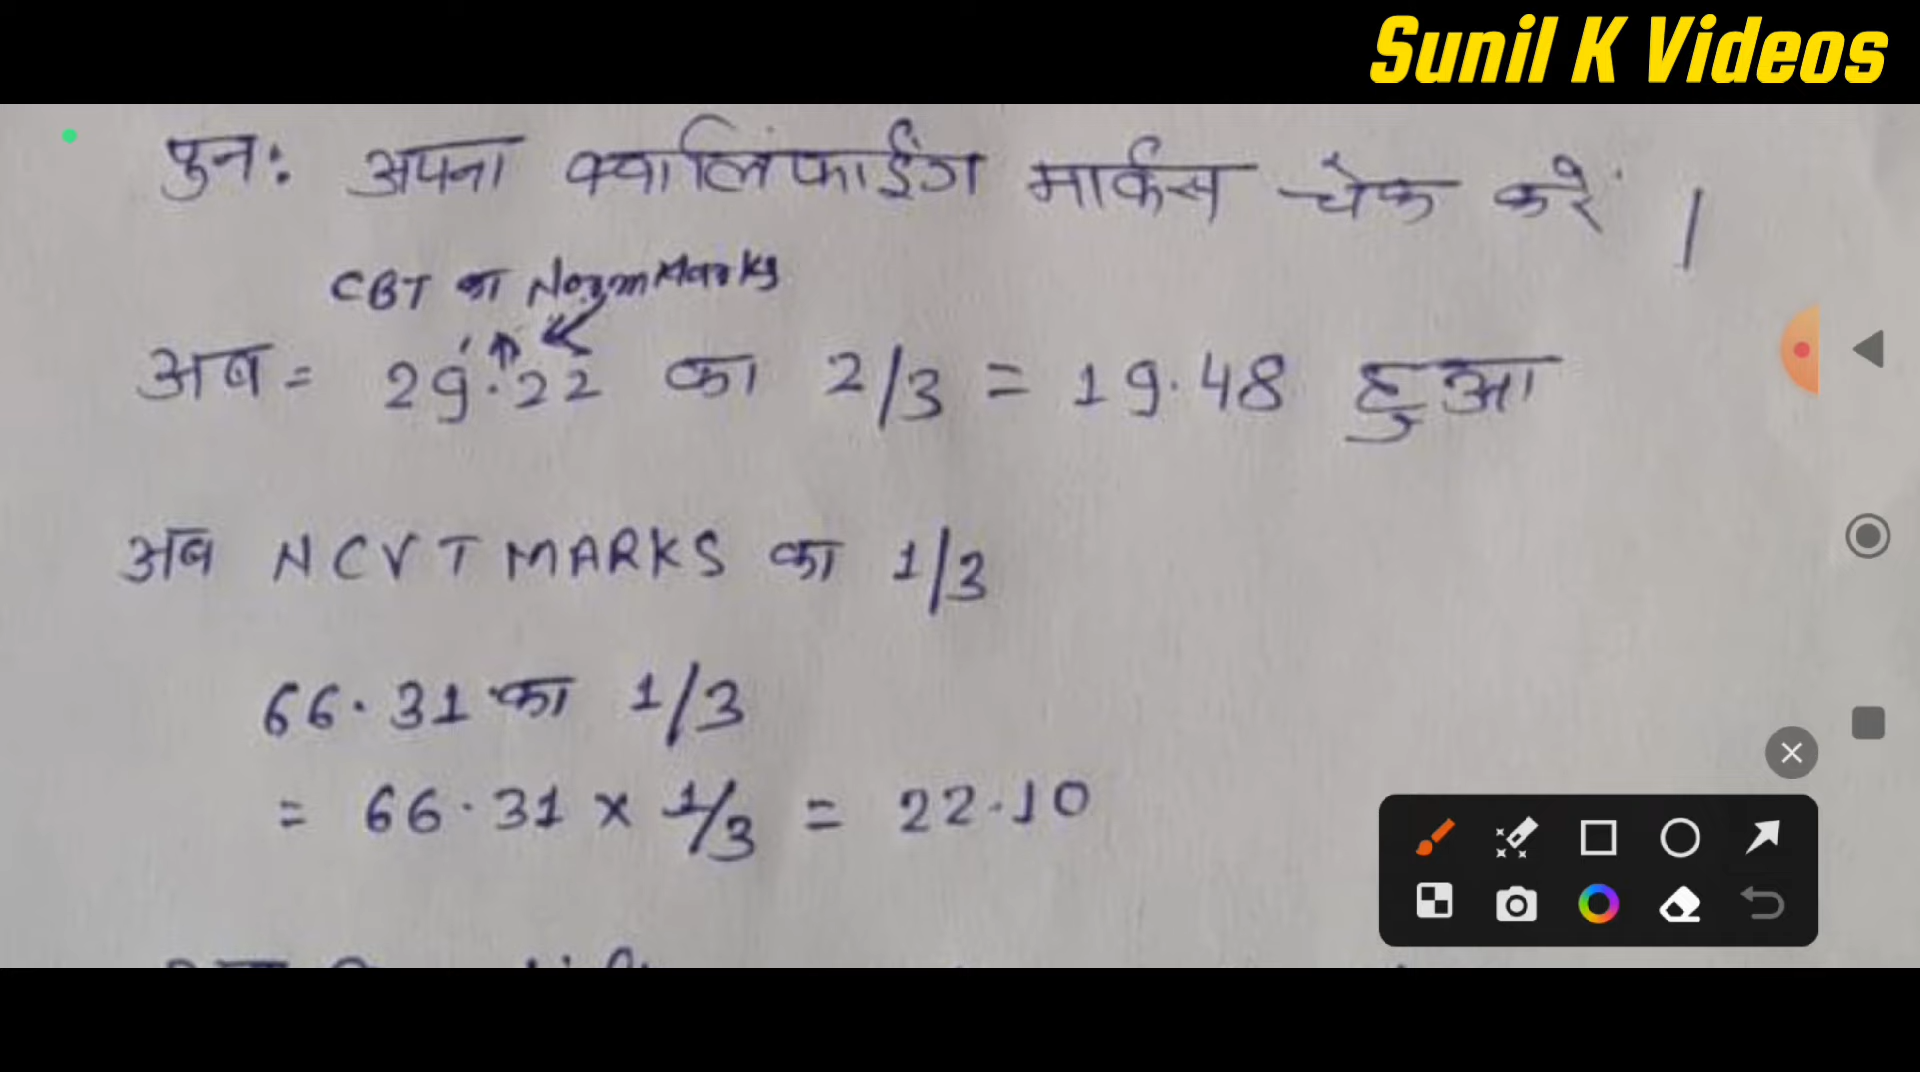 Sunil K Videos
पुन: अपना क्वालिफाईंग मार्कस चेक करें |
CBT का Norm Marks
अब = 29.22 का 2/3 = 19.48 हुआ
अब NCVT MARKS का 1/3
66.31 का 1/3
= 66.31 x 1/3 = 22.10